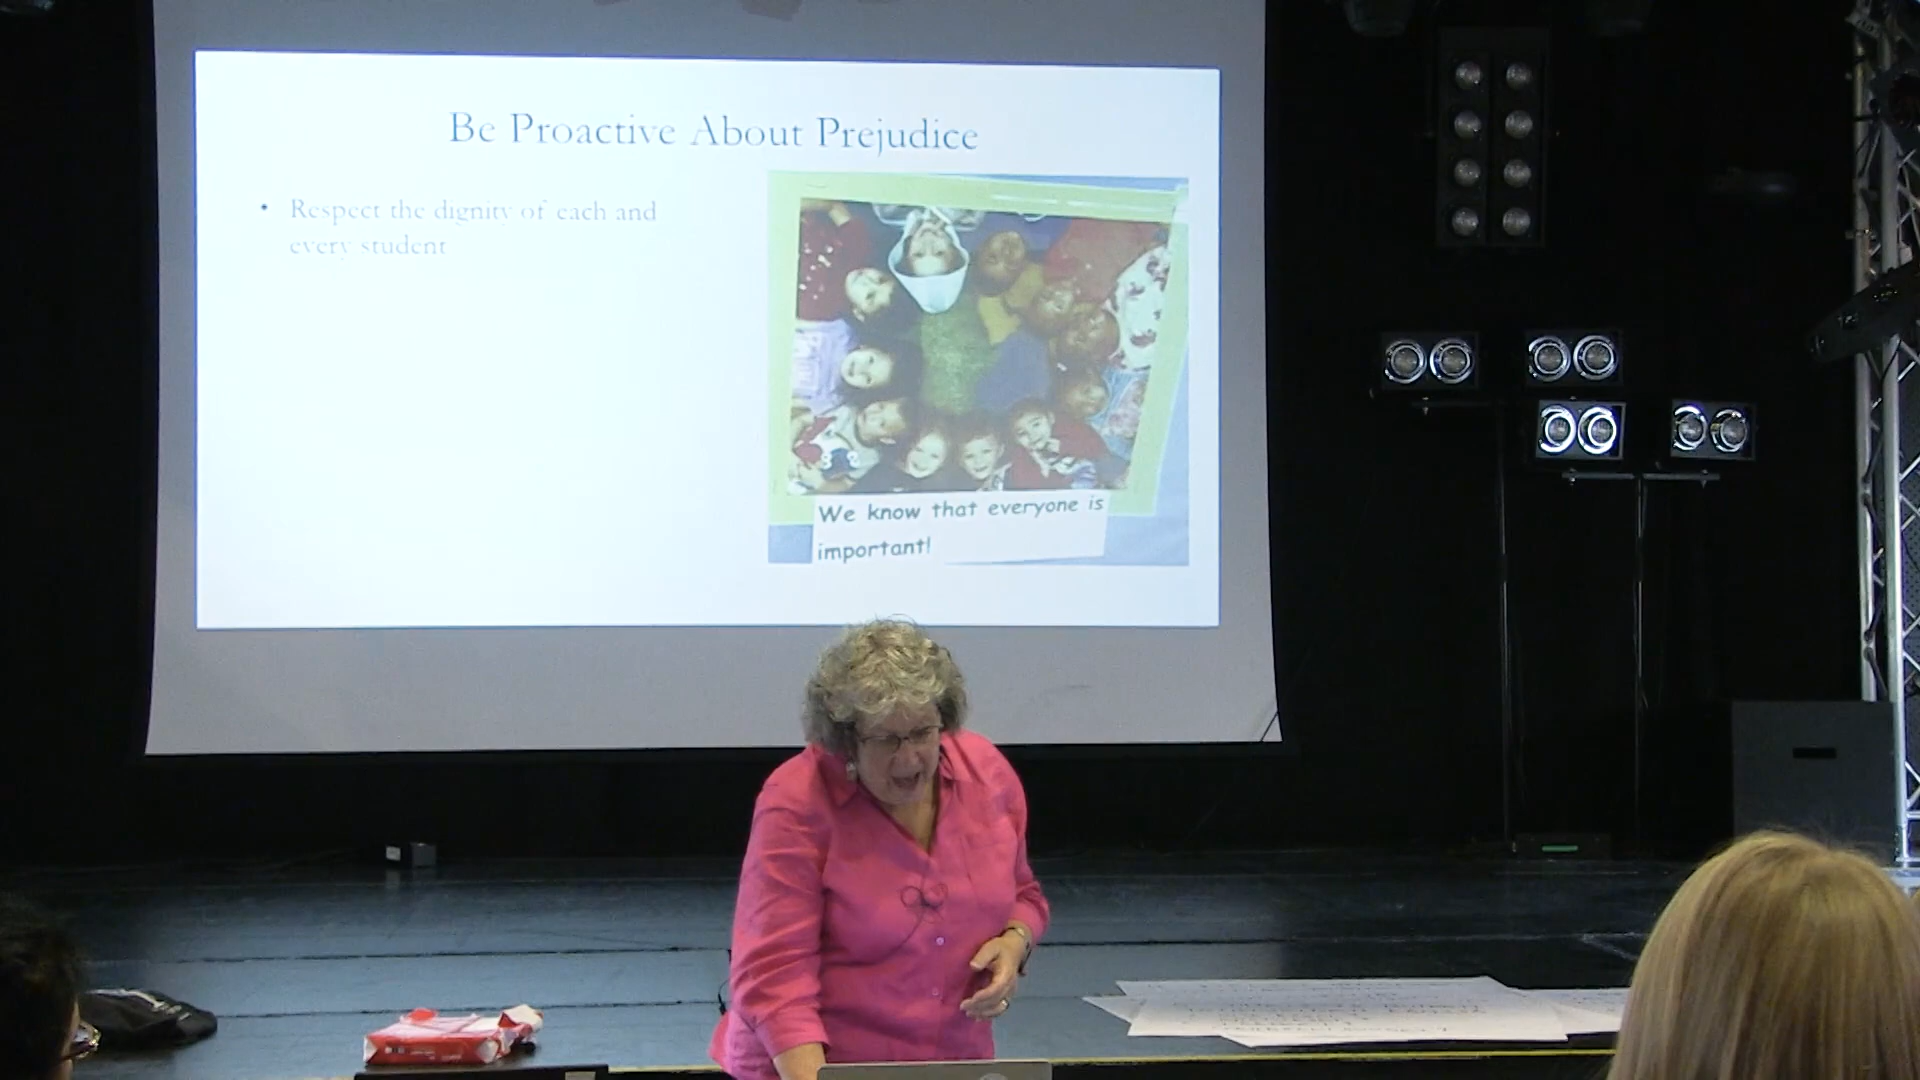 Be Proactive About Prejudice
• Respect the dignity of each and
every student
We know that everyone is
important!